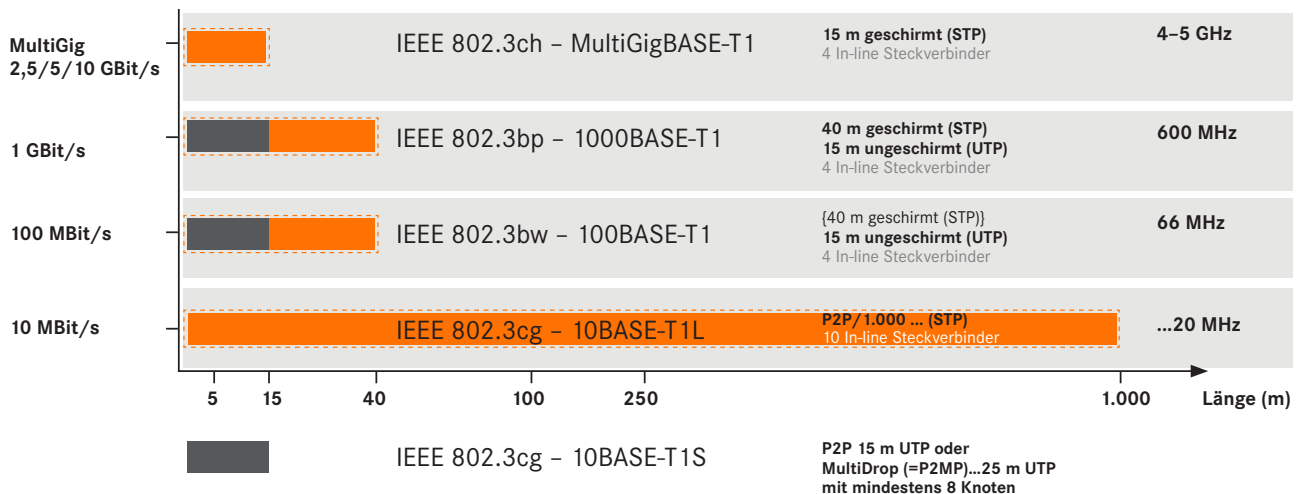 MultiGig
2,5/5/10 GBit/s
IEEE 802.3ch – MultiGigBASE-T1
15 m geschirmt (STP)
4 In-line Steckverbinder
4–5 GHz
1 GBit/s
IEEE 802.3bp – 1000BASE-T1
40 m geschirmt (STP)
15 m ungeschirmt (UTP)
4 In-line Steckverbinder
600 MHz
100 MBit/s
IEEE 802.3bw – 100BASE-T1
{40 m geschirmt (STP)}
15 m ungeschirmt (UTP)
4 In-line Steckverbinder
66 MHz
10 MBit/s
IEEE 802.3cg – 10BASE-T1L
P2P/1.000 ... (STP)
10 In-line Steckverbinder
...20 MHz
5 15 40 100 250 1.000 Länge (m)
IEEE 802.3cg – 10BASE-T1S
P2P 15 m UTP oder
MultiDrop (=P2MP)...25 m UTP
mit mindestens 8 Knoten